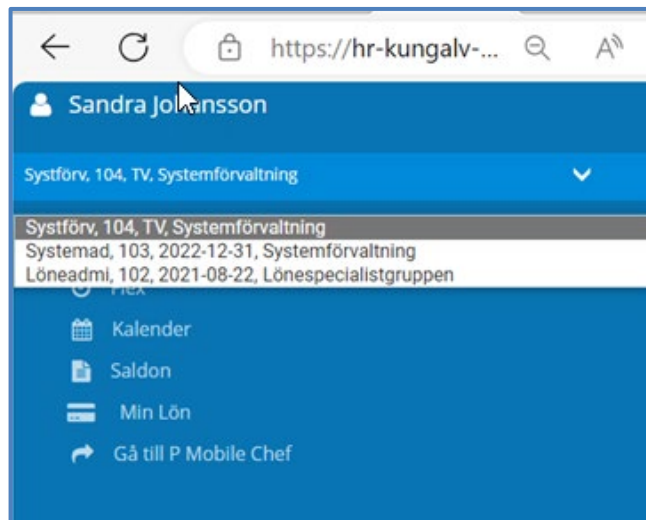 https://hr-kungalv-...
Sandra Johansson
Systförv, 104, TV, Systemförvaltning
Systförv, 104, TV, Systemförvaltning
Systemad, 103, 2022-12-31, Systemförvaltning
Löneadmi, 102, 2021-08-22, Lönespecialistgruppen
Flex
Kalender
Saldon
Min Lön
Gå till P Mobile Chef